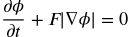 ∂ϕ/∂t + F|∇ϕ| = 0